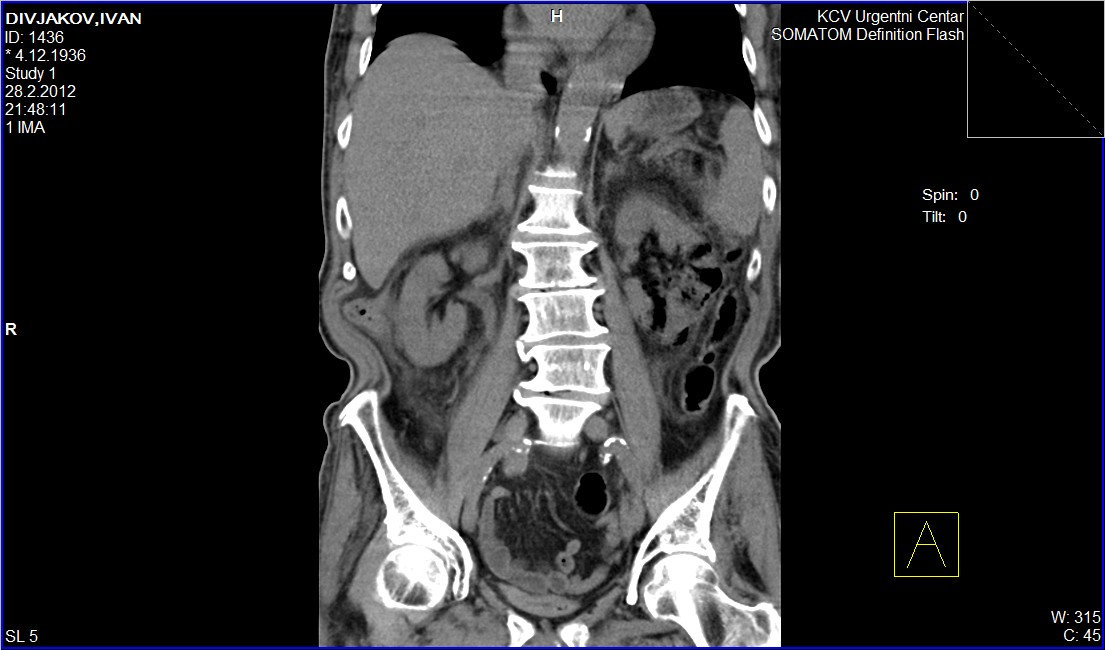 DIVJAKOV,IVAN
ID: 1436
* 4.12.1936
Study 1
28.2.2012
21:48:11
1 IMA
H
KCV Urgentni Centar
SOMATOM Definition Flash
Spin: 0
Tilt: 0
R
A
SL 5
W: 315
C: 45